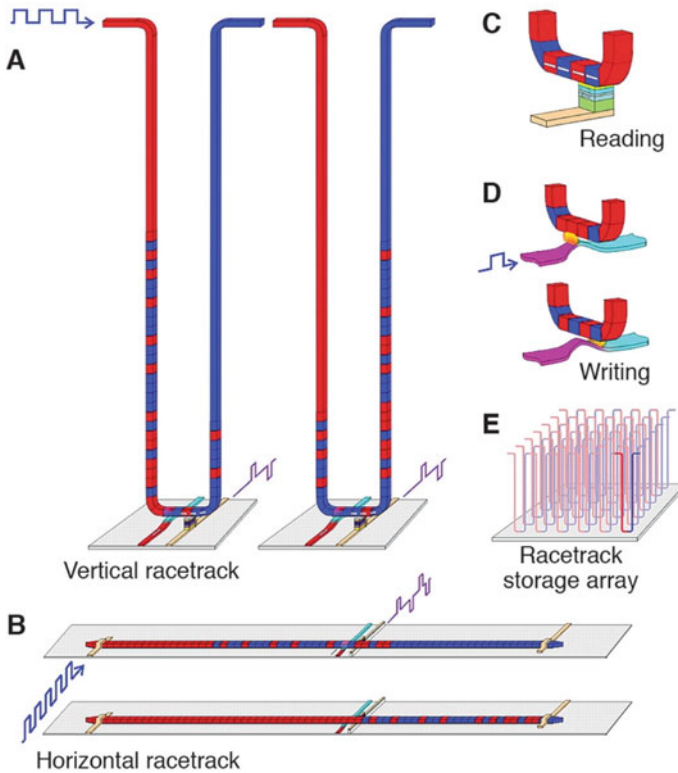 A
Vertical racetrack
B
Horizontal racetrack
C
Reading
D
Writing
E
Racetrack
storage array